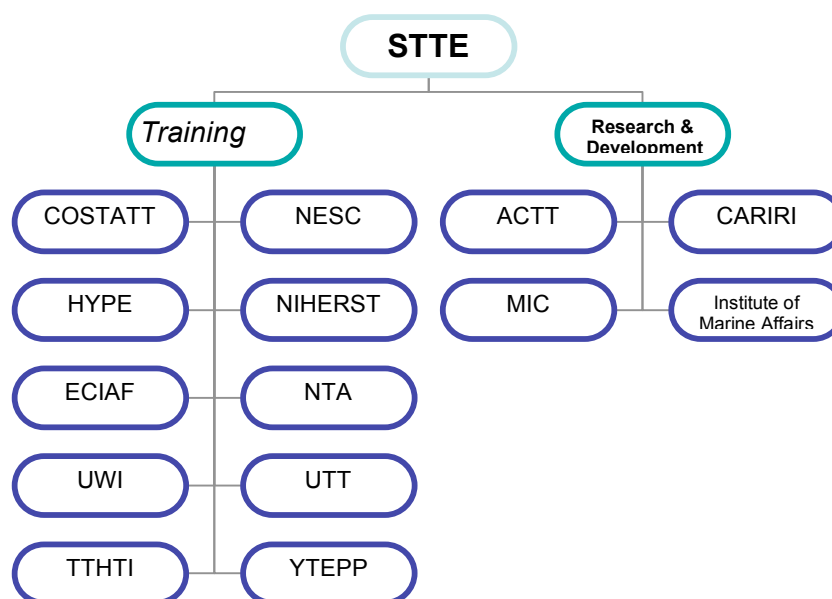 STTE
Training
Research &
Development
COSTATT
NESC
ACTT
CARIRI
HYPE
NIHERST
MIC
Institute of
Marine Affairs
ECIAF
NTA
UWI
UTT
TTHTI
YTEPP